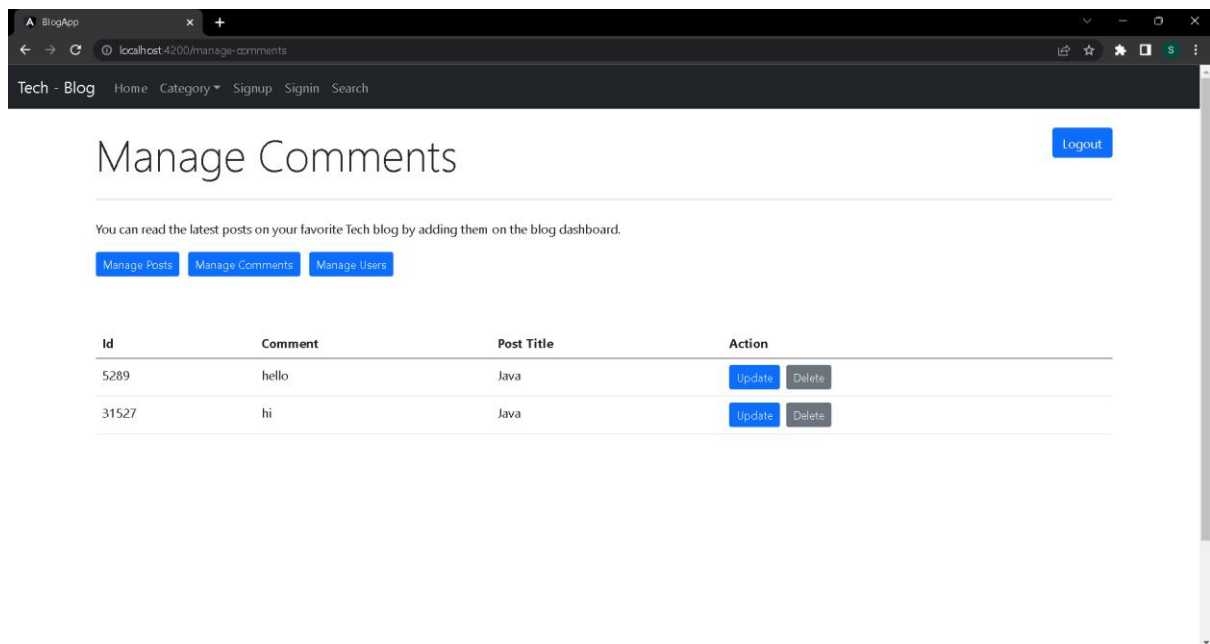 BlogApp
localhost:4200/manage-comments
S
Tech - Blog Home Category Signup Signin Search
Manage Comments
Logout
You can read the latest posts on your favorite Tech blog by adding them on the blog dashboard.
Manage Posts Manage Comments Manage Users
Id Comment Post Title Action
5289 hello Java Update Delete
31527 hi Java Update Delete